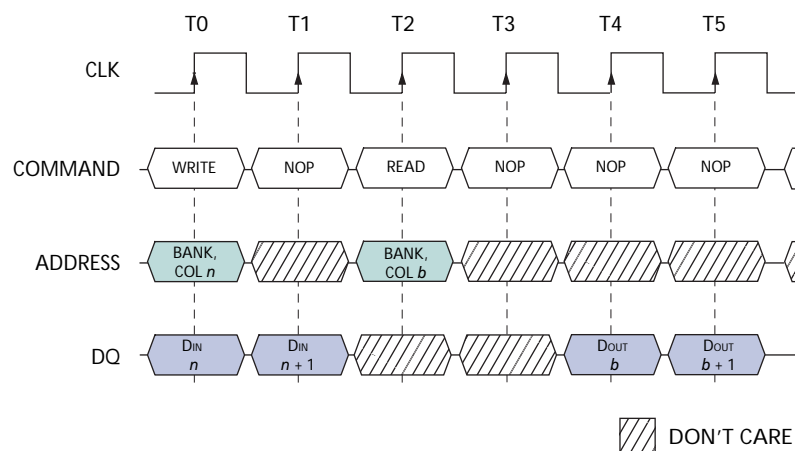 T0 T1 T2 T3 T4 T5
CLK
COMMAND WRITE NOP READ NOP NOP NOP
ADDRESS BANK, COL n BANK, COL b
DQ DIN n DIN n + 1 DOUT b DOUT b + 1
DON'T CARE